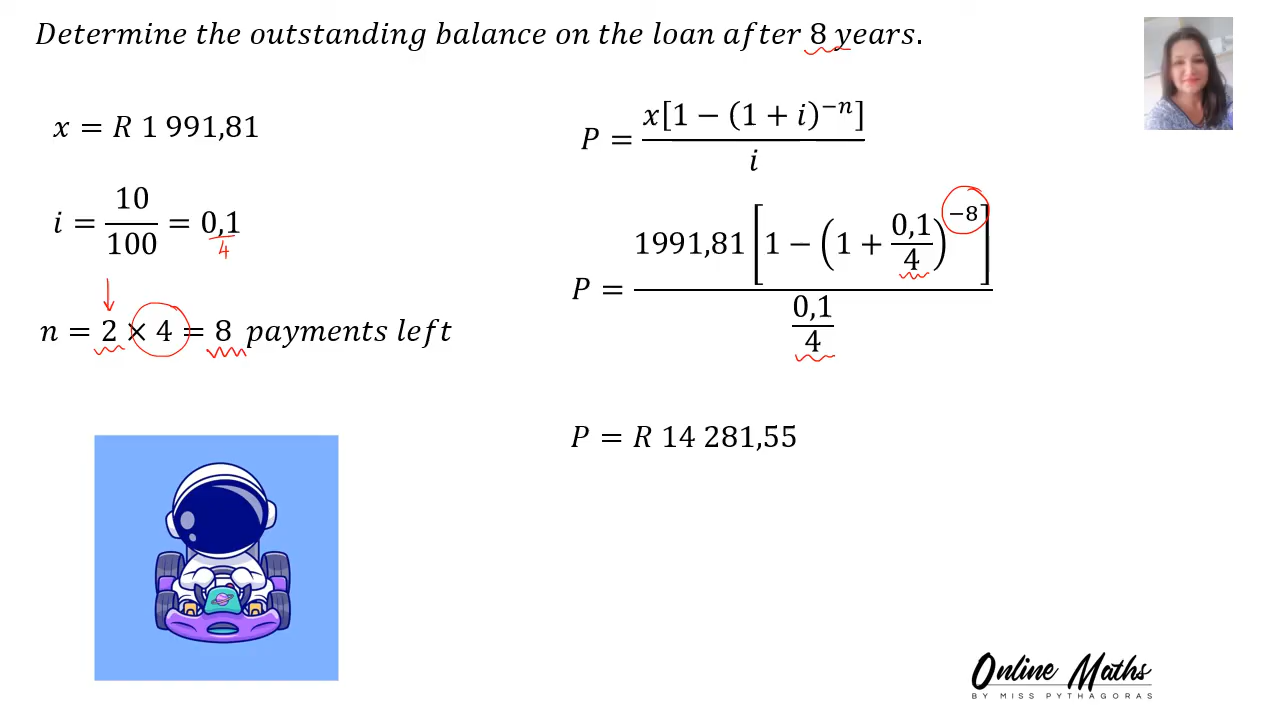 Determine the outstanding balance on the loan after 8 years.
x = R 1 991,81
i = 10/100 = 0,1/4
n = 2 × 4 = 8 payments left
P = x[1 − (1 + i)⁻ⁿ] / i
P = 1991,81 [1 − (1 + 0,1/4)⁻⁸] / (0,1/4)
P = R 14 281,55
Online Maths
BY MISS PYTHAGORAS